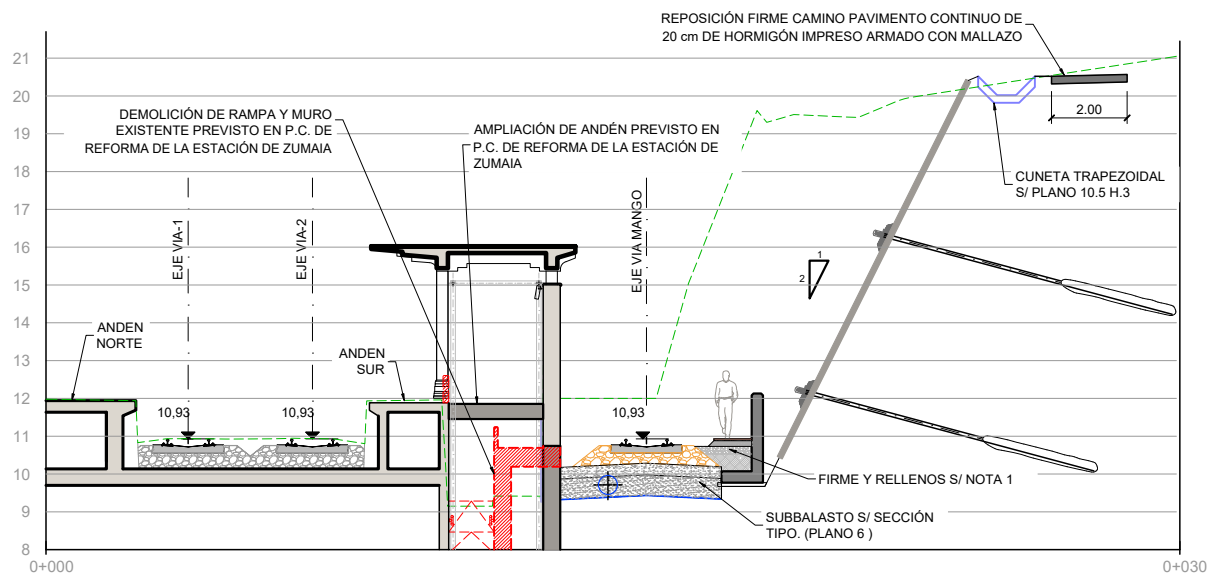 REPOSICIÓN FIRME CAMINO PAVIMENTO CONTINUO DE
20 cm DE HORMIGÓN IMPRESO ARMADO CON MALLAZO
21
20
19
18
17
16
15
14
13
12
11
10
9
8
DEMOLICIÓN DE RAMPA Y MURO
EXISTENTE PREVISTO EN P.C. DE
REFORMA DE LA ESTACIÓN DE ZUMAIA
AMPLIACIÓN DE ANDÉN PREVISTO EN
P.C. DE REFORMA DE LA ESTACIÓN DE
ZUMAIA
2.00
CUNETA TRAPEZOIDAL
S/ PLANO 10.5 H.3
EJE VIA-1
EJE VIA-2
EJE VIA MANGO
1
2
ANDEN
NORTE
ANDEN
SUR
10,93
10,93
10,93
FIRME Y RELLENOS S/ NOTA 1
SUBBALASTO S/ SECCIÓN
TIPO. (PLANO 6 )
0+000
0+030